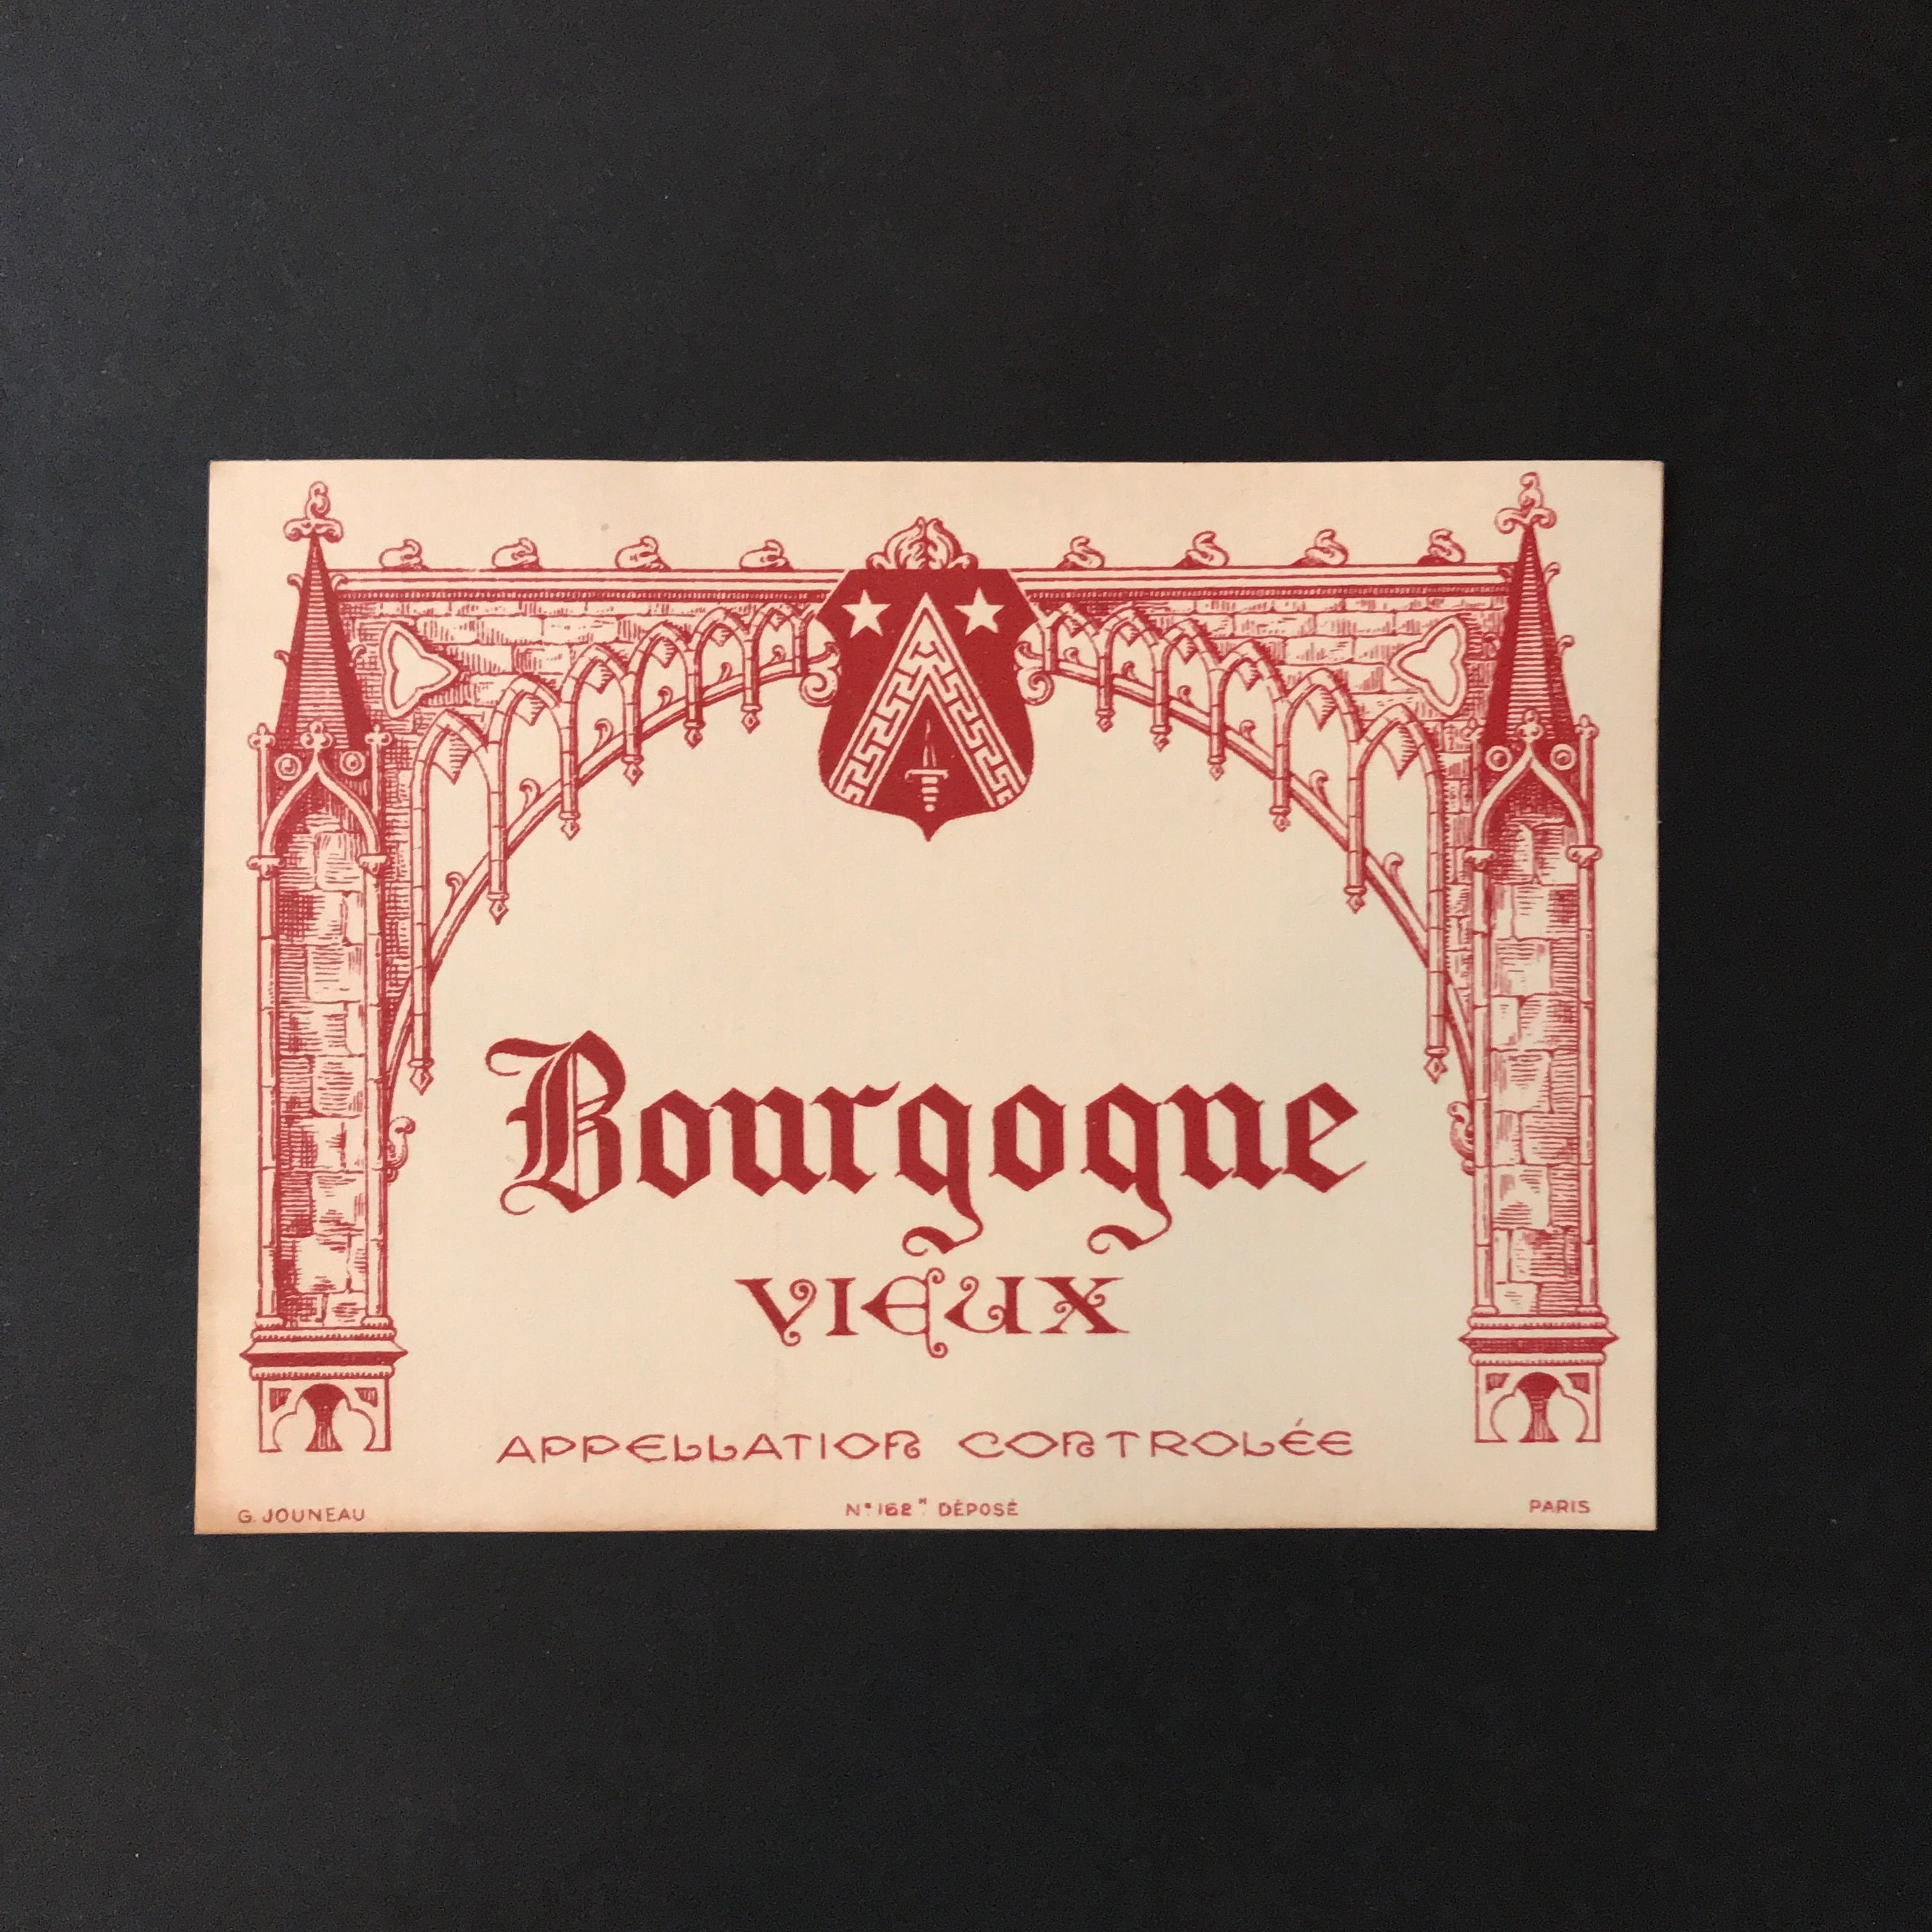 Bourgogne
VIEUX
APPELLATION CONTROLÉE
G. JOUNEAU
N° 162 M DÉPOSÉ
PARIS